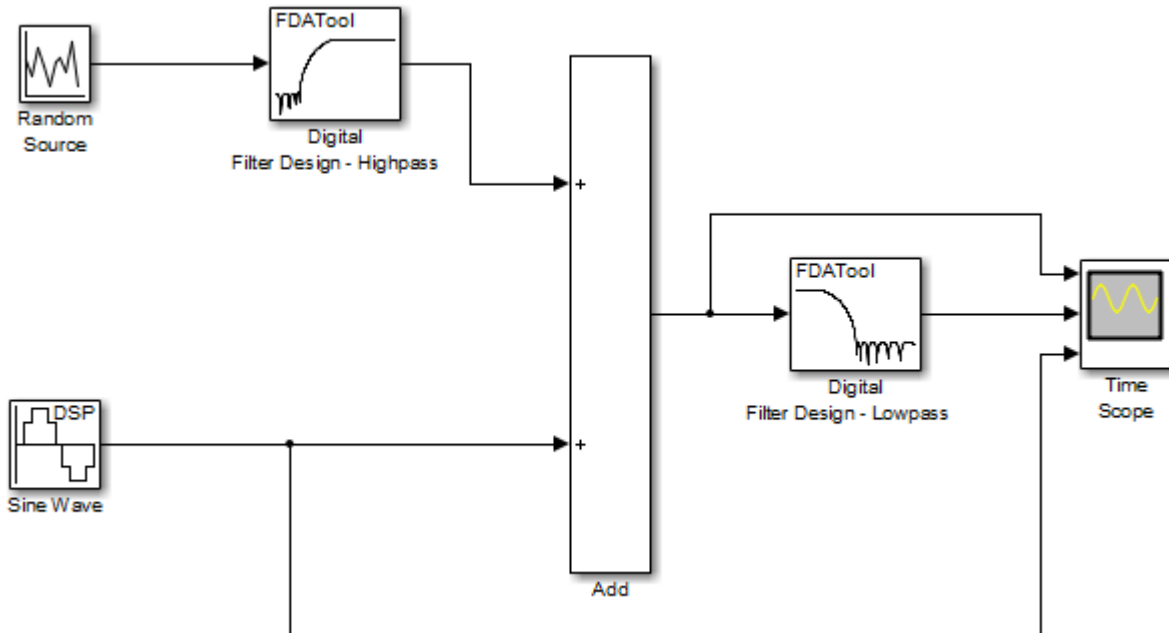 FDATool
Random
Source
Digital
Filter Design - Highpass
+
FDATool
Digital
Filter Design - Lowpass
Time
Scope
DSP
Sine Wave
+
Add